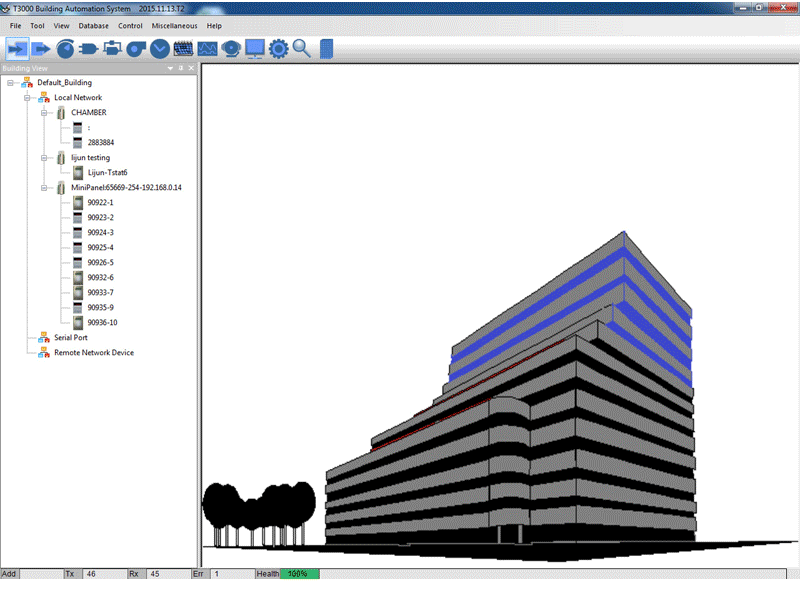 T3000 Building Automation System 2015.11.13.T2
File Tool View Database Control Miscellaneous Help
Building View
Default_Building
Local Network
CHAMBER
:
2883884
lijun testing
Lijun-Tstat6
MiniPanel:65669-254-192.168.0.14
90922-1
90923-2
90924-3
90925-4
90926-5
90932-6
90933-7
90935-9
90936-10
Serial Port
Remote Network Device
Add Tx 46 Rx 45 Err 1 Health 100%